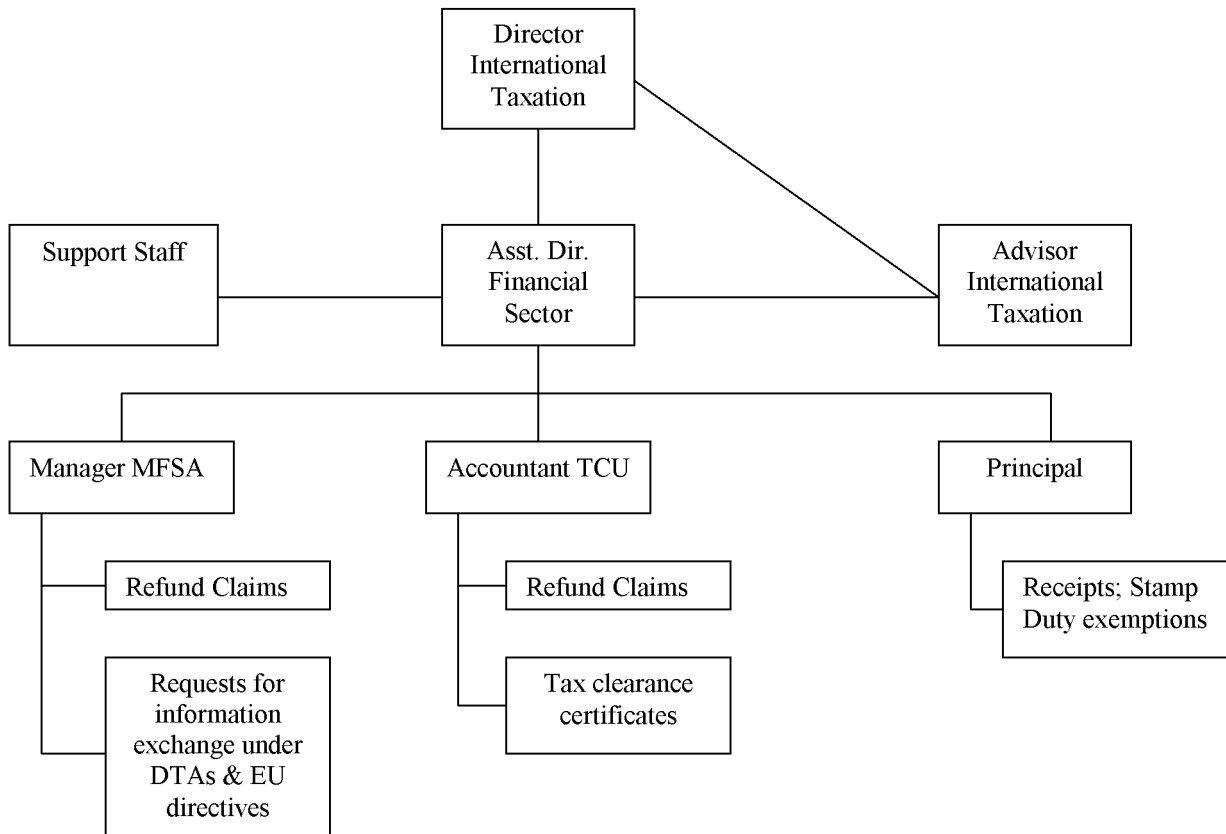 Director
International
Taxation
Support Staff
Asst. Dir.
Financial
Sector
Advisor
International
Taxation
Manager MFSA
Accountant TCU
Principal
Refund Claims
Refund Claims
Receipts; Stamp
Duty exemptions
Requests for
information
exchange under
DTAs & EU
directives
Tax clearance
certificates